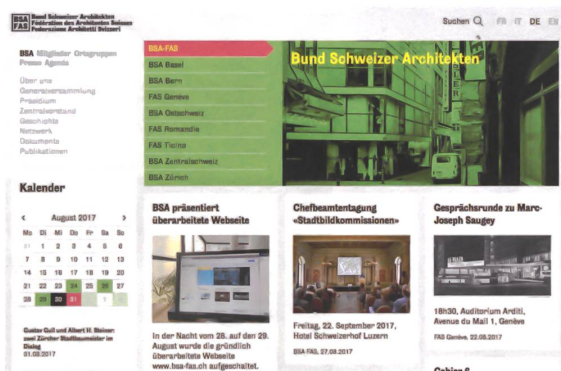 BSA
FAS
Bund Schweizer Architekten
Fédération des Architectes Suisses
Federazione Architetti Svizzeri
Suchen
FR IT DE EN
BSA Mitglieder Ortsgruppen
Presse Agenda
Über uns
Generalversammlung
Präsidium
Zentralvorstand
Geschichte
Netzwerk
Dokumente
Publikationen
BSA-FAS
BSA Basel
BSA Bern
FAS Genève
BSA Ostschweiz
FAS Romandie
FAS Ticino
BSA Zentralschweiz
BSA Zürich
Bund Schweizer Architekten
Kalender
August 2017
Mo Di Mi Do Fr Sa So
31 1 2 3 4 5 6
7 8 9 10 11 12 13
14 15 16 17 18 19 20
21 22 23 24 25 26 27
28 29 30 31
Gustav Gull und Albert H. Steiner:
zwei Zürcher Stadtbaumeister im
Dialog
01.09.2017
BSA präsentiert
überarbeitete Webseite
In der Nacht vom 28. auf den 29.
August wurde die gründlich
überarbeitete Webseite
www.bsa-fas.ch aufgeschaltet.
Chefbeamtentagung
«Stadtbildkommissionen»
Freitag, 22. September 2017,
Hotel Schweizerhof Luzern
BSA-FAS, 27.08.2017
Gesprächsrunde zu Marc-
Joseph Saugey
18h30, Auditorium Arditi,
Avenue du Mail 1, Genève
FAS Genève, 22.08.2017
Cahier 6